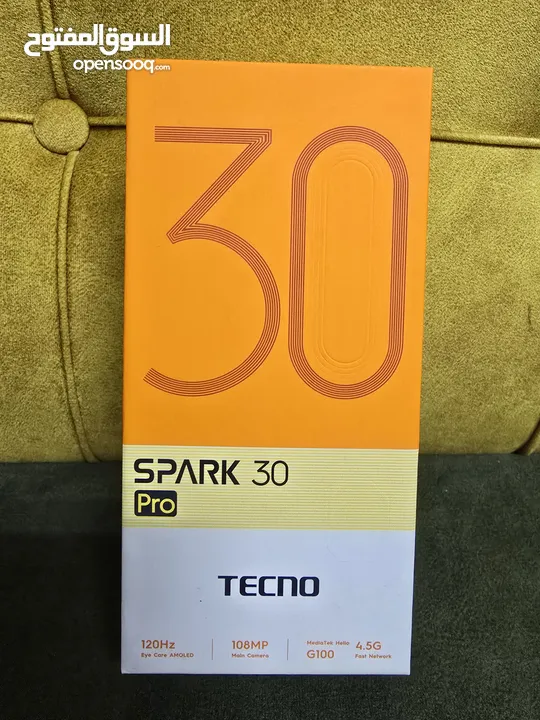 السوق المفتوح
opensooq.com
30
SPARK 30
Pro
TECNO
120Hz
Eye Care AMOLED
108MP
Main Camera
MediaTek Helio
G100
4.5G
Fast Network